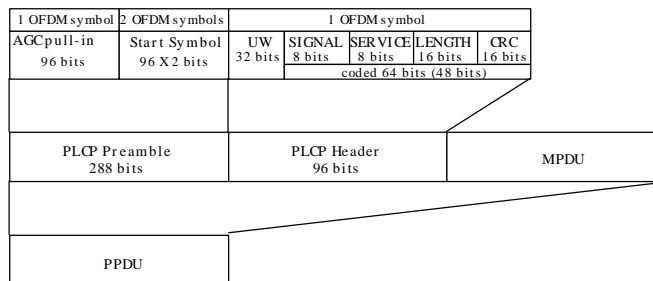 1 OFDM symbol 2 OFDM symbols 1 OFDM symbol
AGCpull-in Start Symbol UW SIGNAL SERVICE LENGTH CRC
96 bits 96 X 2 bits 32 bits 8 bits 8 bits 16 bits 16 bits
coded 64 bits (48 bits)
PLCP Preamble PLCP Header MPDU
288 bits 96 bits
PPDU